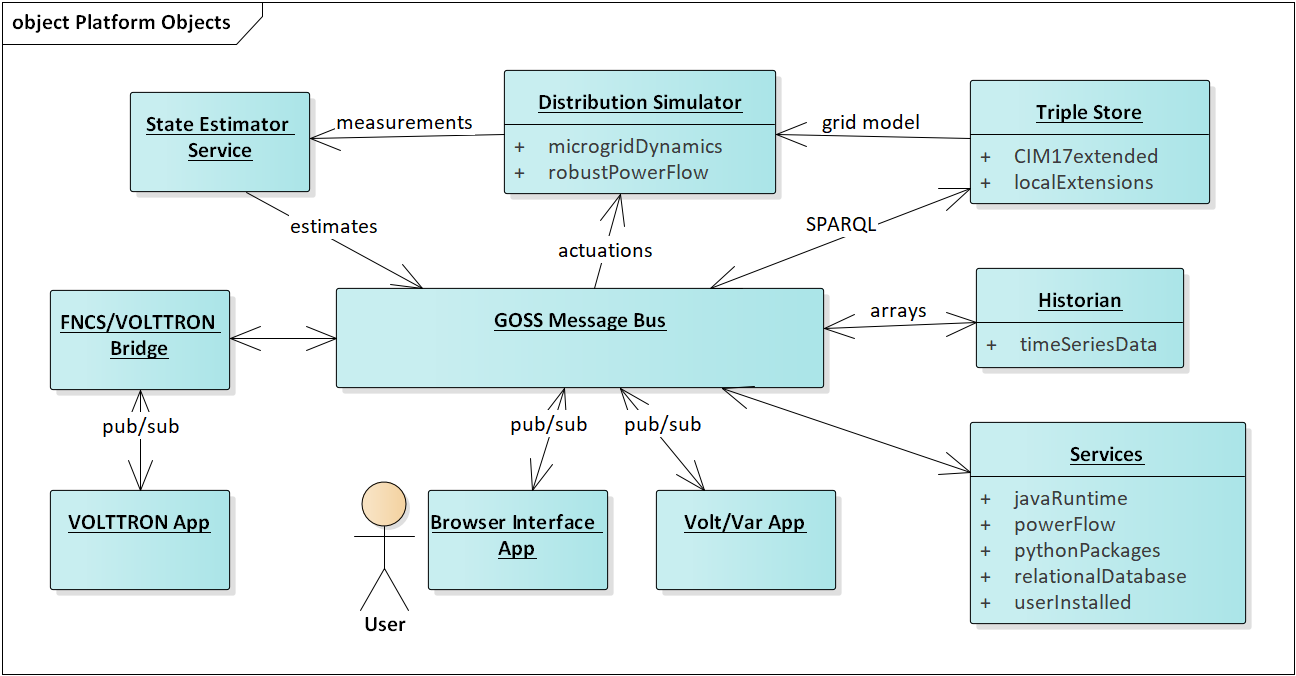 object Platform Objects
State Estimator
Service
measurements
Distribution Simulator
+ microgridDynamics
+ robustPowerFlow
grid model
Triple Store
+ CIM17extended
+ localExtensions
estimates
actuations
SPARQL
FNCS/VOLTTRON
Bridge
GOSS Message Bus
arrays
Historian
+ timeSeriesData
pub/sub
pub/sub
pub/sub
Services
+ javaRuntime
+ powerFlow
+ pythonPackages
+ relationalDatabase
+ userInstalled
VOLTTRON App
User
Browser Interface
App
Volt/Var App